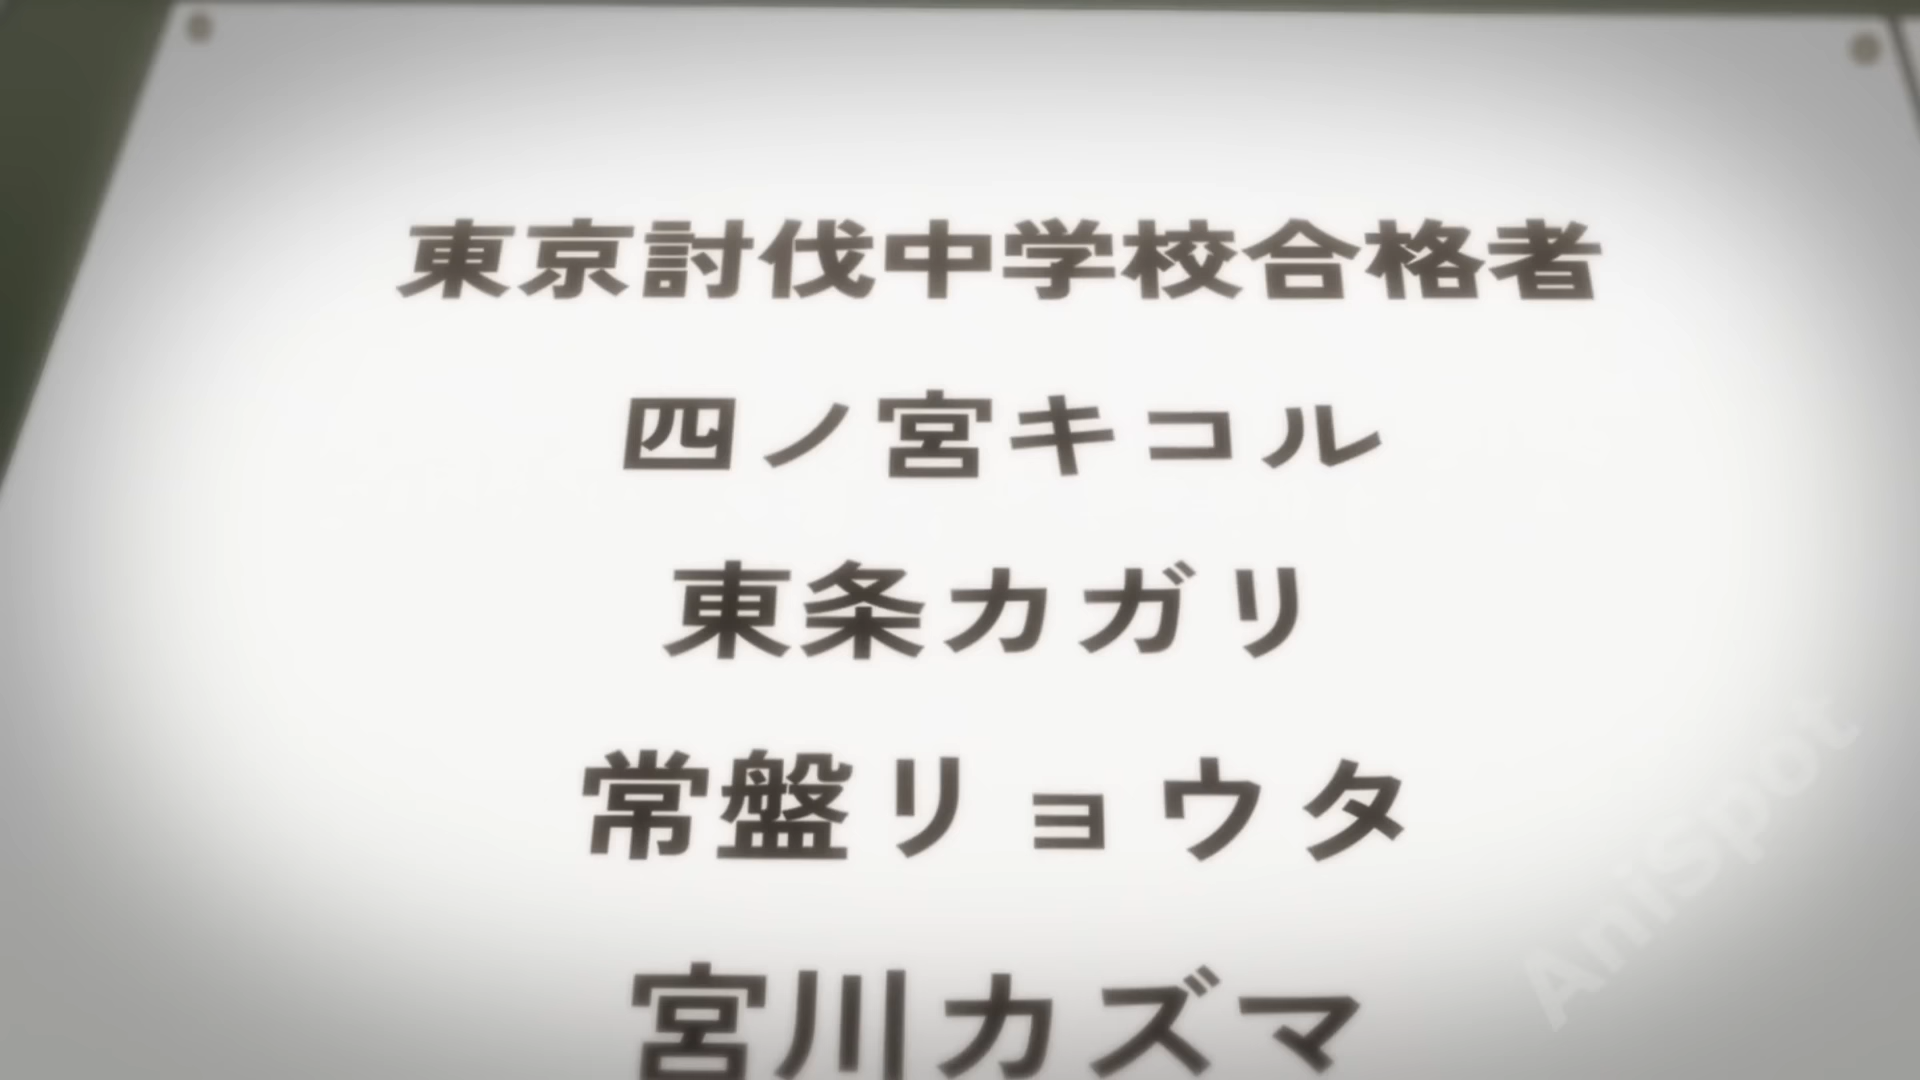 東京討伐中学校合格者
四ノ宮キコル
東条カガリ
常盤リョウタ
宮川カズマ
AniSpot